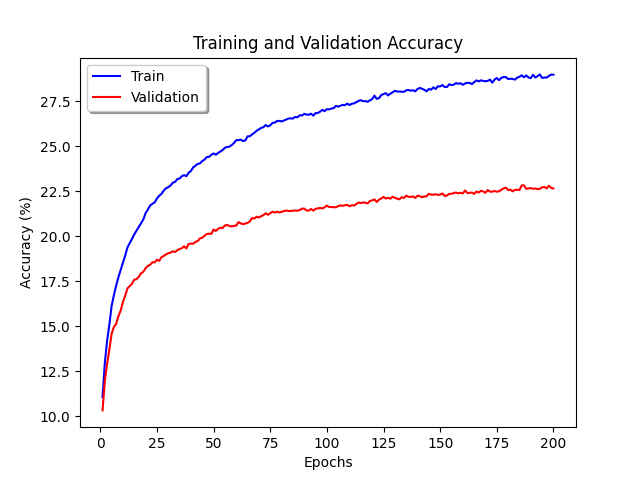 Training and Validation Accuracy
Train
Validation
27.5
25.0
22.5
20.0
17.5
15.0
12.5
10.0
Accuracy (%)
0 25 50 75 100 125 150 175 200
Epochs